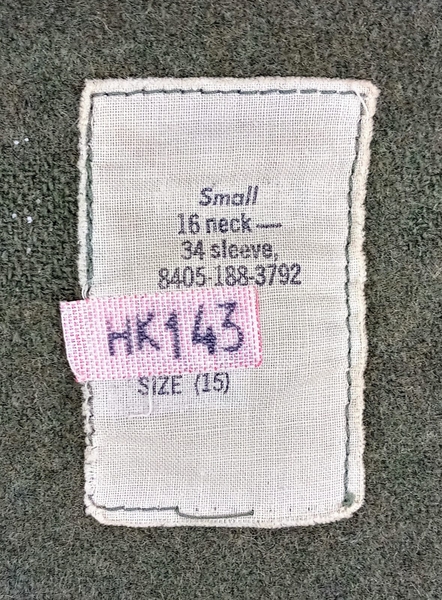 Small
16 neck—
34 sleeve,
8405-188-3792
HK143
SIZE (15)